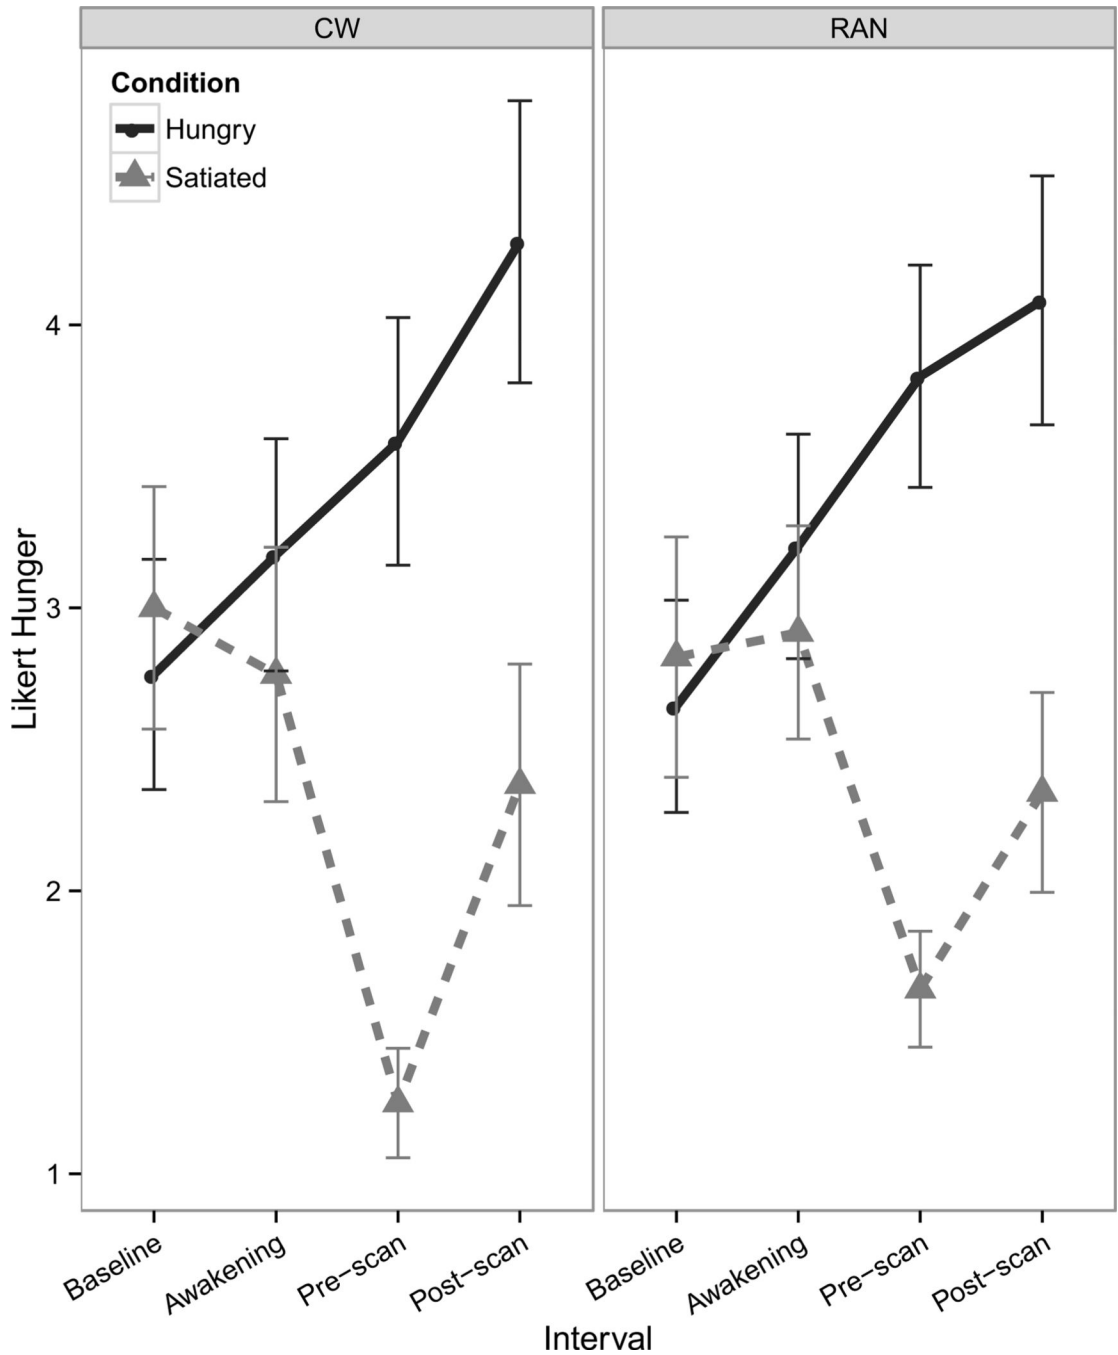 CW
RAN
Condition
Hungry
Satiated
Likert Hunger
4
3
2
1
Baseline
Awakening
Pre−scan
Post−scan
Baseline
Awakening
Pre−scan
Post−scan
Interval